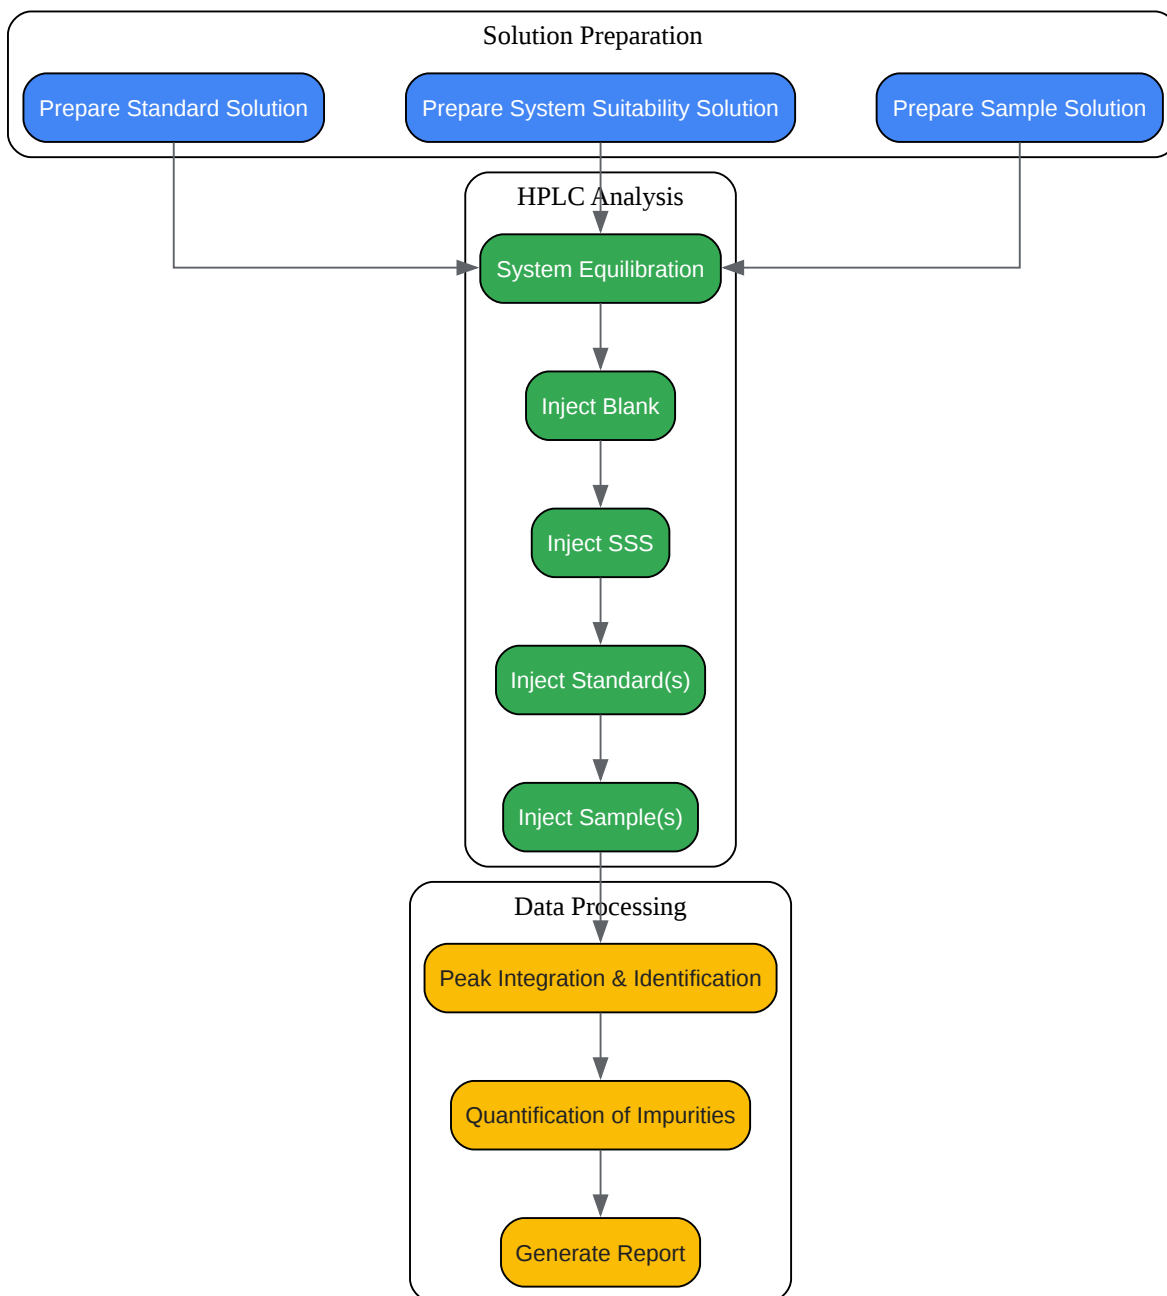 Solution Preparation
Prepare Standard Solution
Prepare System Suitability Solution
Prepare Sample Solution
HPLC Analysis
System Equilibration
Inject Blank
Inject SSS
Inject Standard(s)
Inject Sample(s)
Data Processing
Peak Integration & Identification
Quantification of Impurities
Generate Report